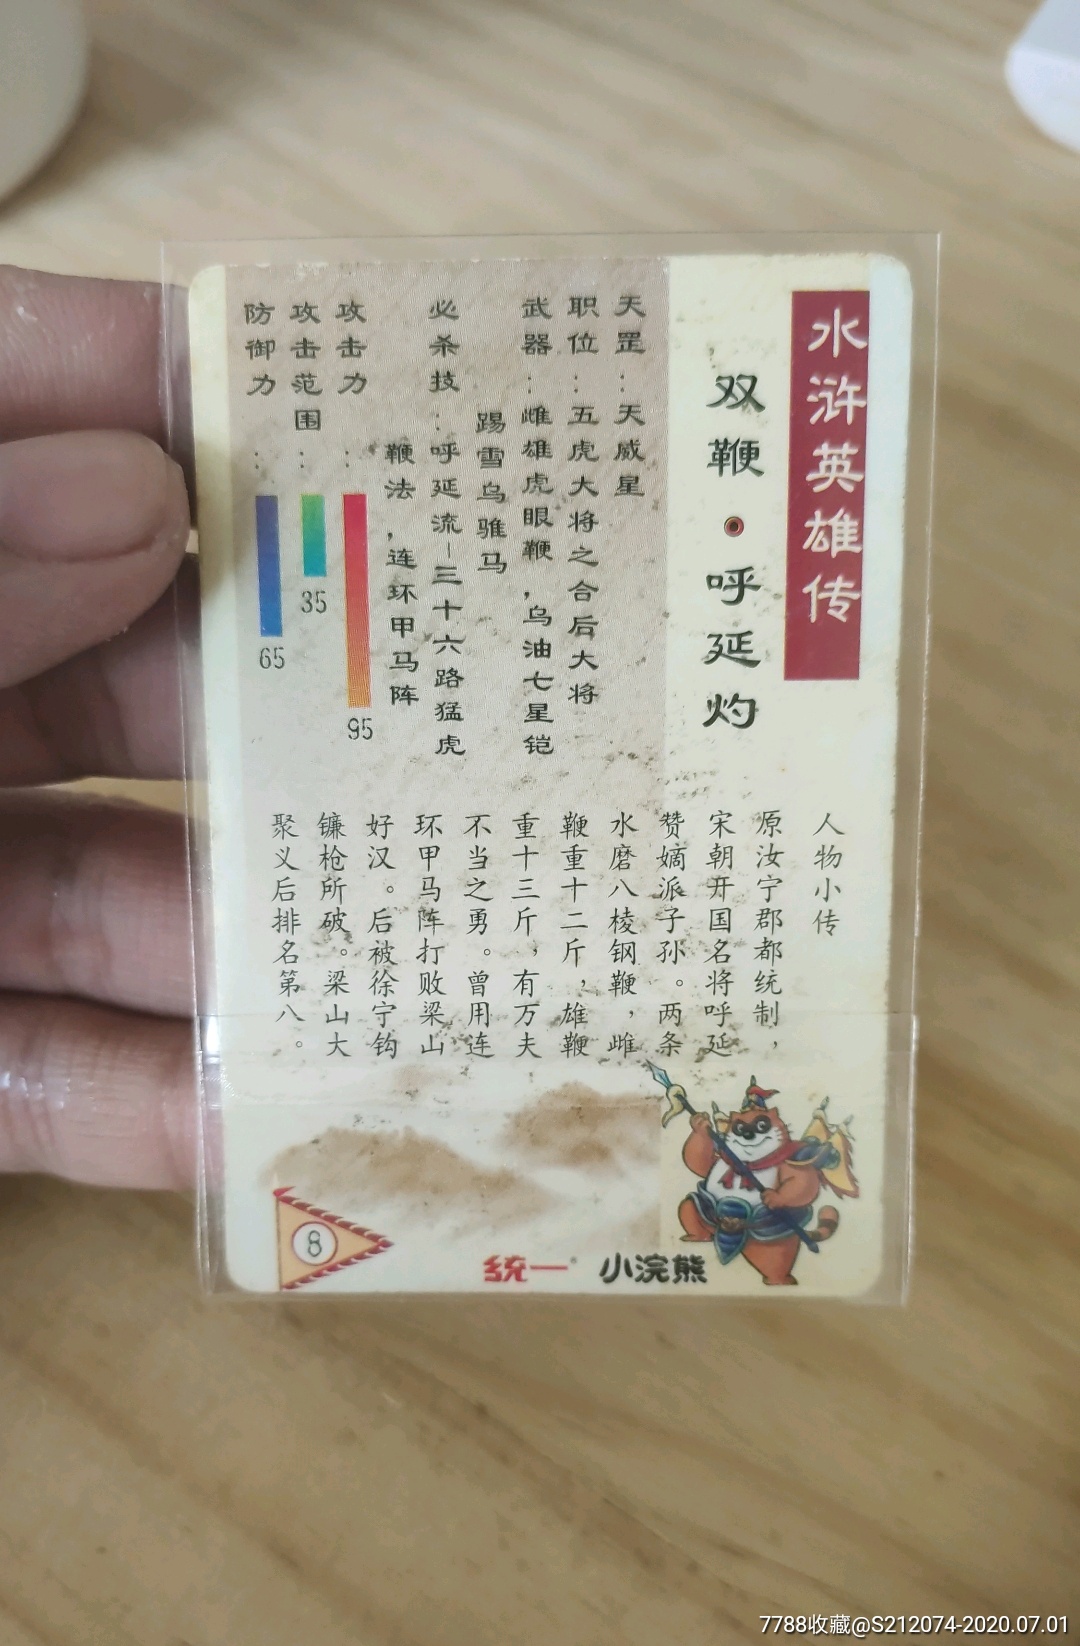 水浒英雄传
双鞭·呼延灼
天罡：天威星
职位：五虎大将之合后大将
武器：雌雄虎眼鞭，乌油七星铠
踢雪乌骓马
必杀技：呼延流—三十六路猛虎
鞭法，连环甲马阵
攻击力：95
攻击范围：35
防御力：65
人物小传
原汝宁郡都统制，
宋朝开国名将呼延
赞嫡派子孙。两条
水磨八棱钢鞭，雌
鞭重十二斤，雄鞭
重十三斤，有万夫
不当之勇。曾用连
环甲马阵打败梁山
好汉。后被徐宁钩
镰枪所破。梁山大
聚义后排名第八。
8
统一 小浣熊
7788收藏@S212074-2020.07.01